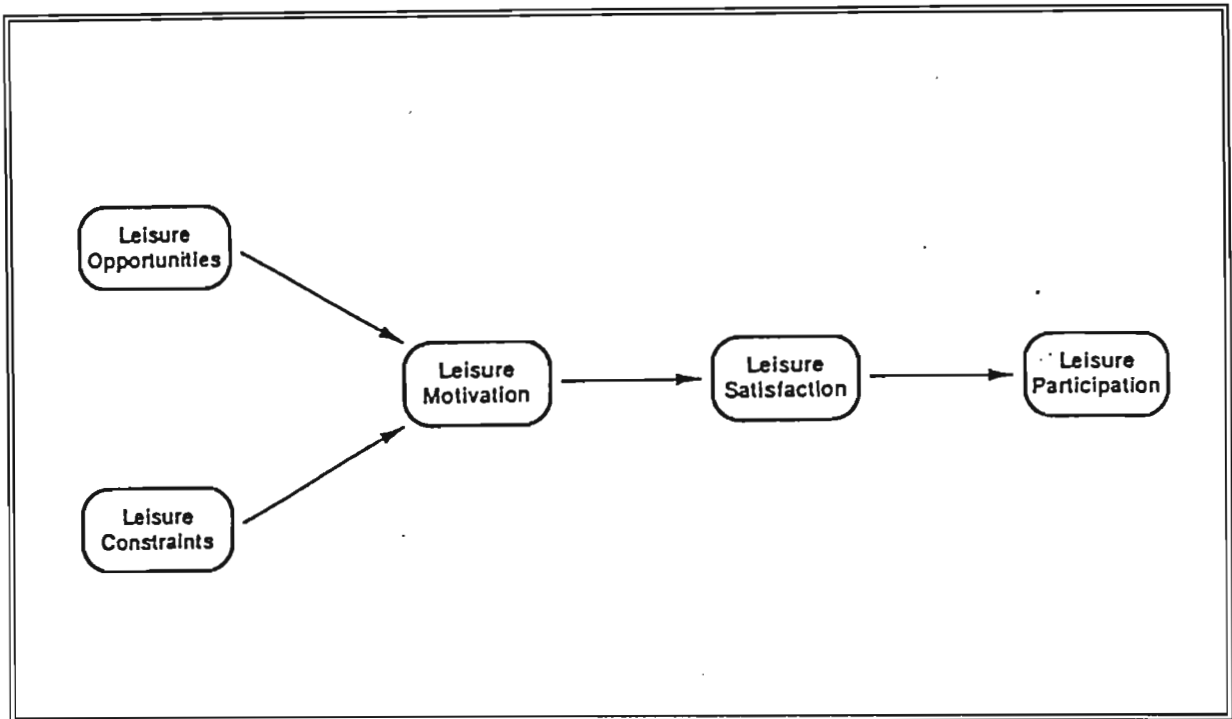 Leisure
Opportunities
Leisure
Constraints
Leisure
Motivation
Leisure
Satisfaction
Leisure
Participation